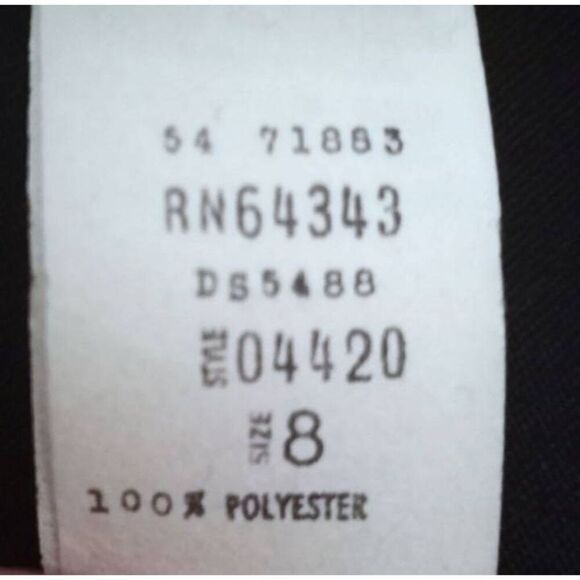 54 71883
RN64343
DS5488
STYLE 04420
SIZE 8
100% POLYESTER